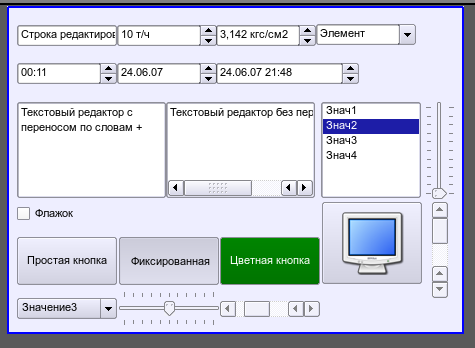 Строка редактиров 10 т/ч 3,142 кгс/см2 Элемент
00:11 24.06.07 24.06.07 21:48
Текстовый редактор с
переносом по словам +
Текстовый редактор без пер
Знач1
Знач2
Знач3
Знач4
Флажок
Простая кнопка Фиксированная Цветная кнопка
Значение3